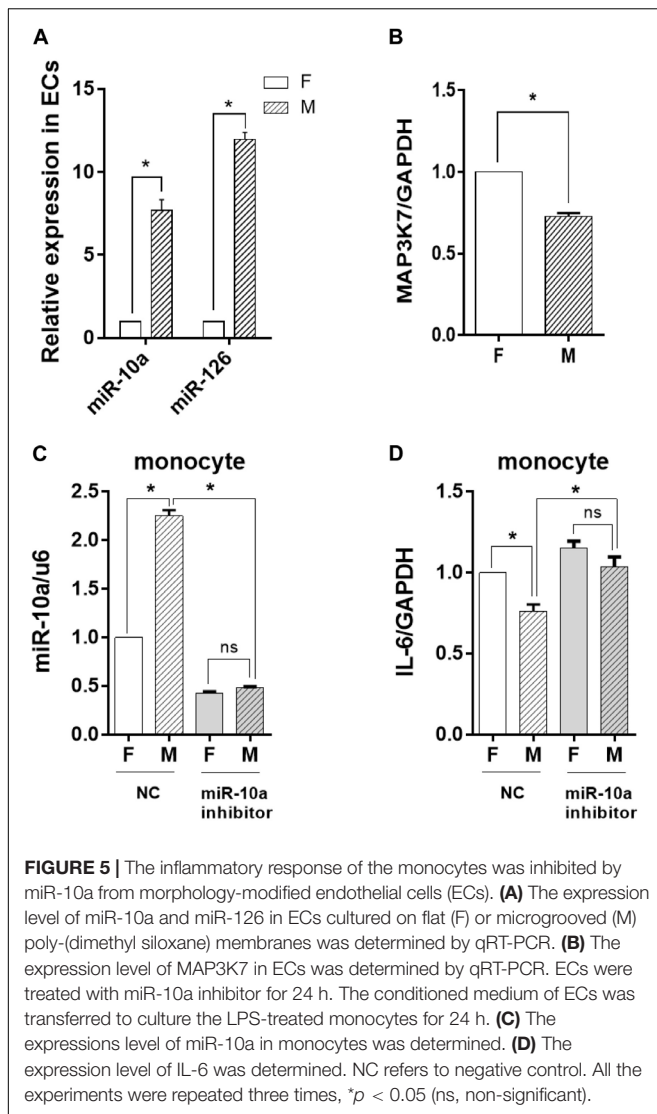 A
Relative expression in ECs
15
10
5
0
*
*
F
M
miR-10a
miR-126
B
MAP3K7/GAPDH
1.5
1.0
0.5
0.0
*
F
M
C
monocyte
miR-10a/u6
2.5
2.0
1.5
1.0
0.5
0.0
*
*
ns
F M F M
NC
miR-10a
inhibitor
D
monocyte
IL-6/GAPDH
1.5
1.0
0.5
0.0
*
*
ns
F M F M
NC
miR-10a
inhibitor
FIGURE 5 | The inflammatory response of the monocytes was inhibited by
miR-10a from morphology-modified endothelial cells (ECs). (A) The expression
level of miR-10a and miR-126 in ECs cultured on flat (F) or microgrooved (M)
poly-(dimethyl siloxane) membranes was determined by qRT-PCR. (B) The
expression level of MAP3K7 in ECs was determined by qRT-PCR. ECs were
treated with miR-10a inhibitor for 24 h. The conditioned medium of ECs was
transferred to culture the LPS-treated monocytes for 24 h. (C) The
expressions level of miR-10a in monocytes was determined. (D) The
expression level of IL-6 was determined. NC refers to negative control. All the
experiments were repeated three times, *p < 0.05 (ns, non-significant).